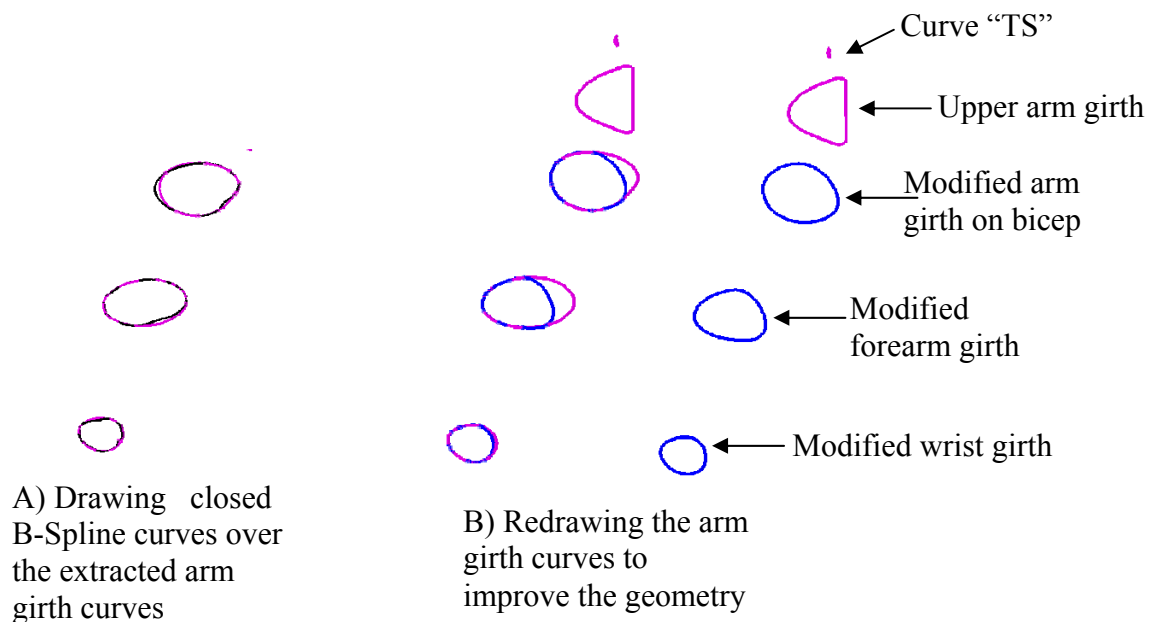 Curve “TS”
Upper arm girth
Modified arm
girth on bicep
Modified
forearm girth
Modified wrist girth
A) Drawing closed
B-Spline curves over
the extracted arm
girth curves
B) Redrawing the arm
girth curves to
improve the geometry